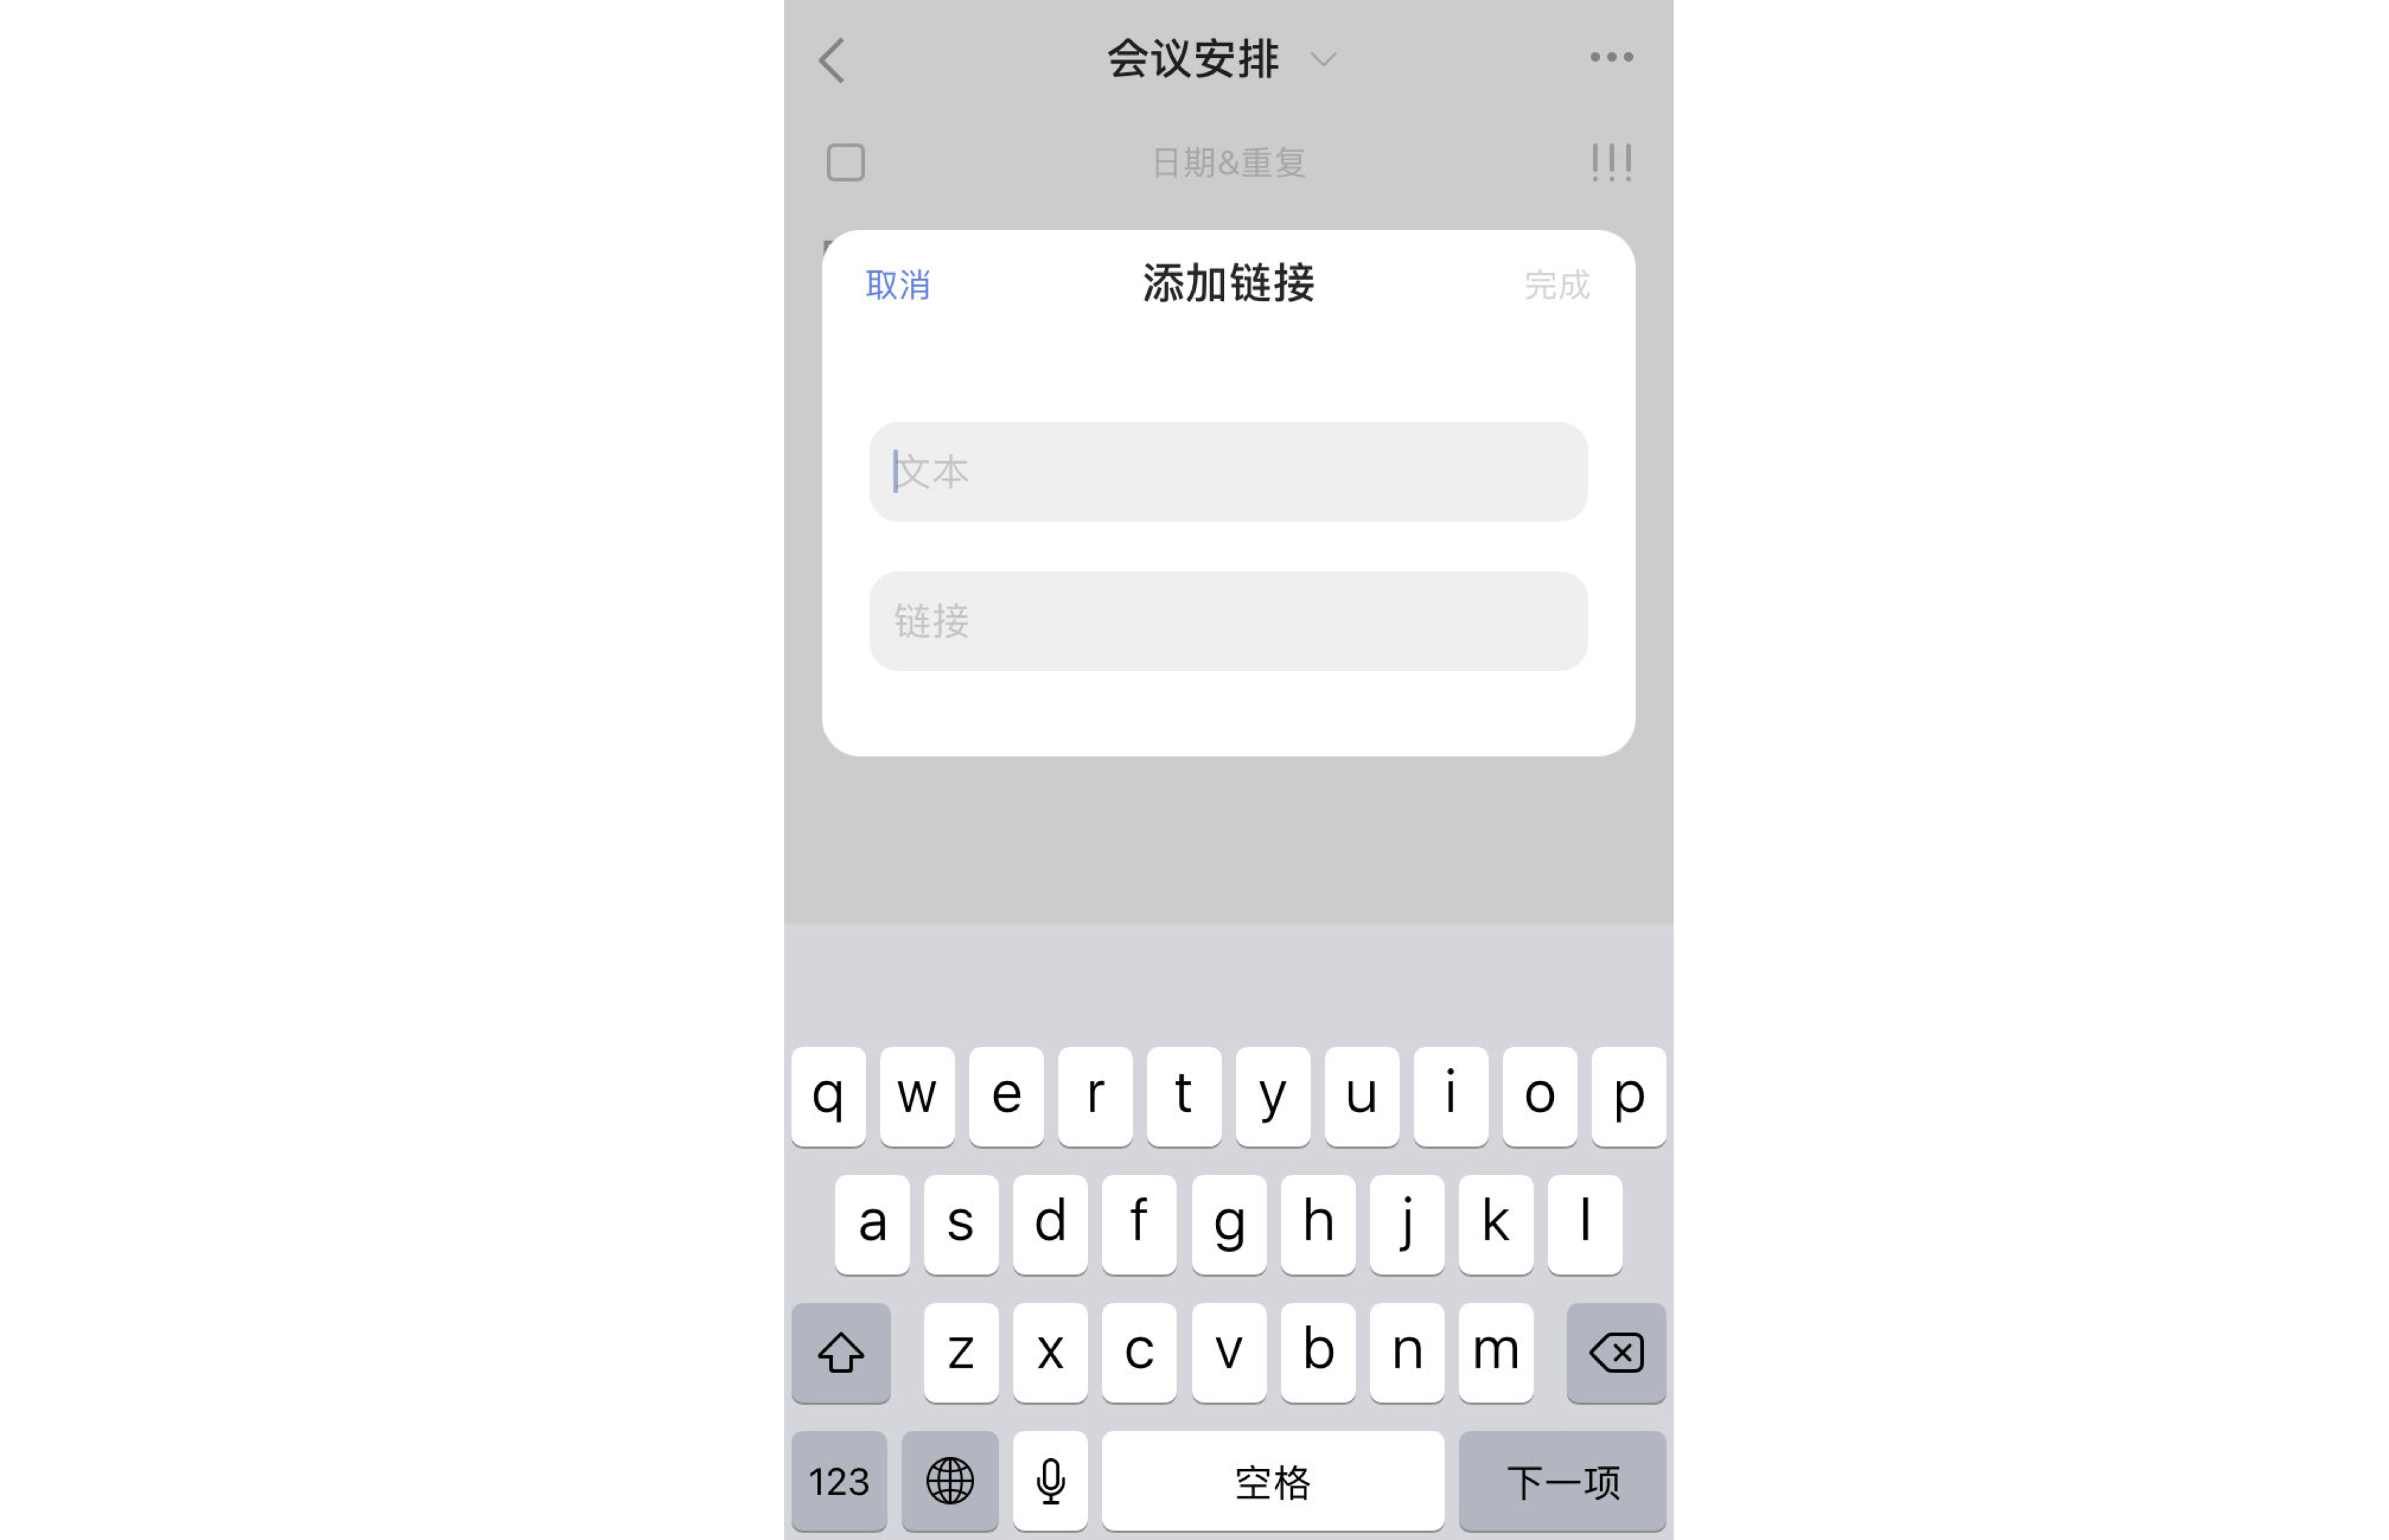 会议安排
日期&重复
取消 添加链接 完成
文本
链接
q w e r t y u i o p
a s d f g h j k l
z x c v b n m
123 空格 下一项